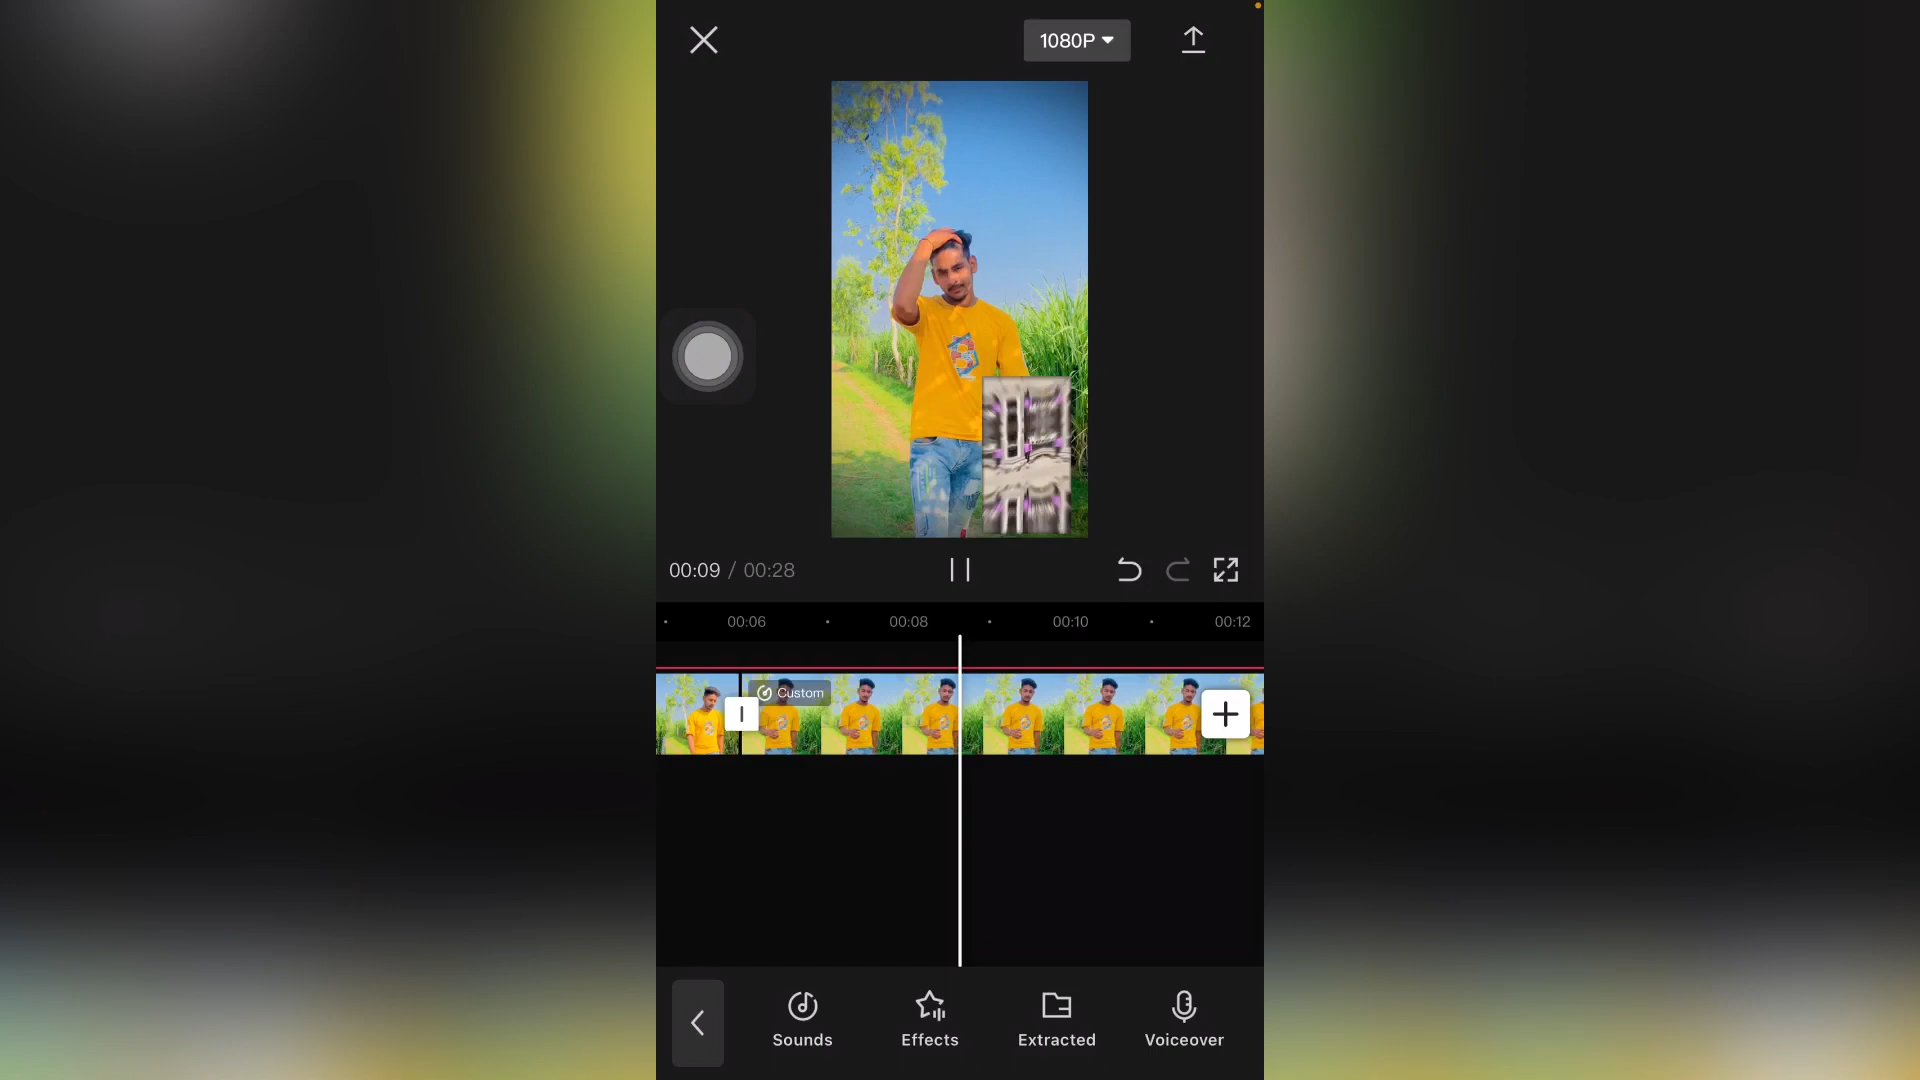 1080P
00:09 / 00:28
00:06 00:08 00:10 00:12
Custom
Sounds Effects Extracted Voiceover